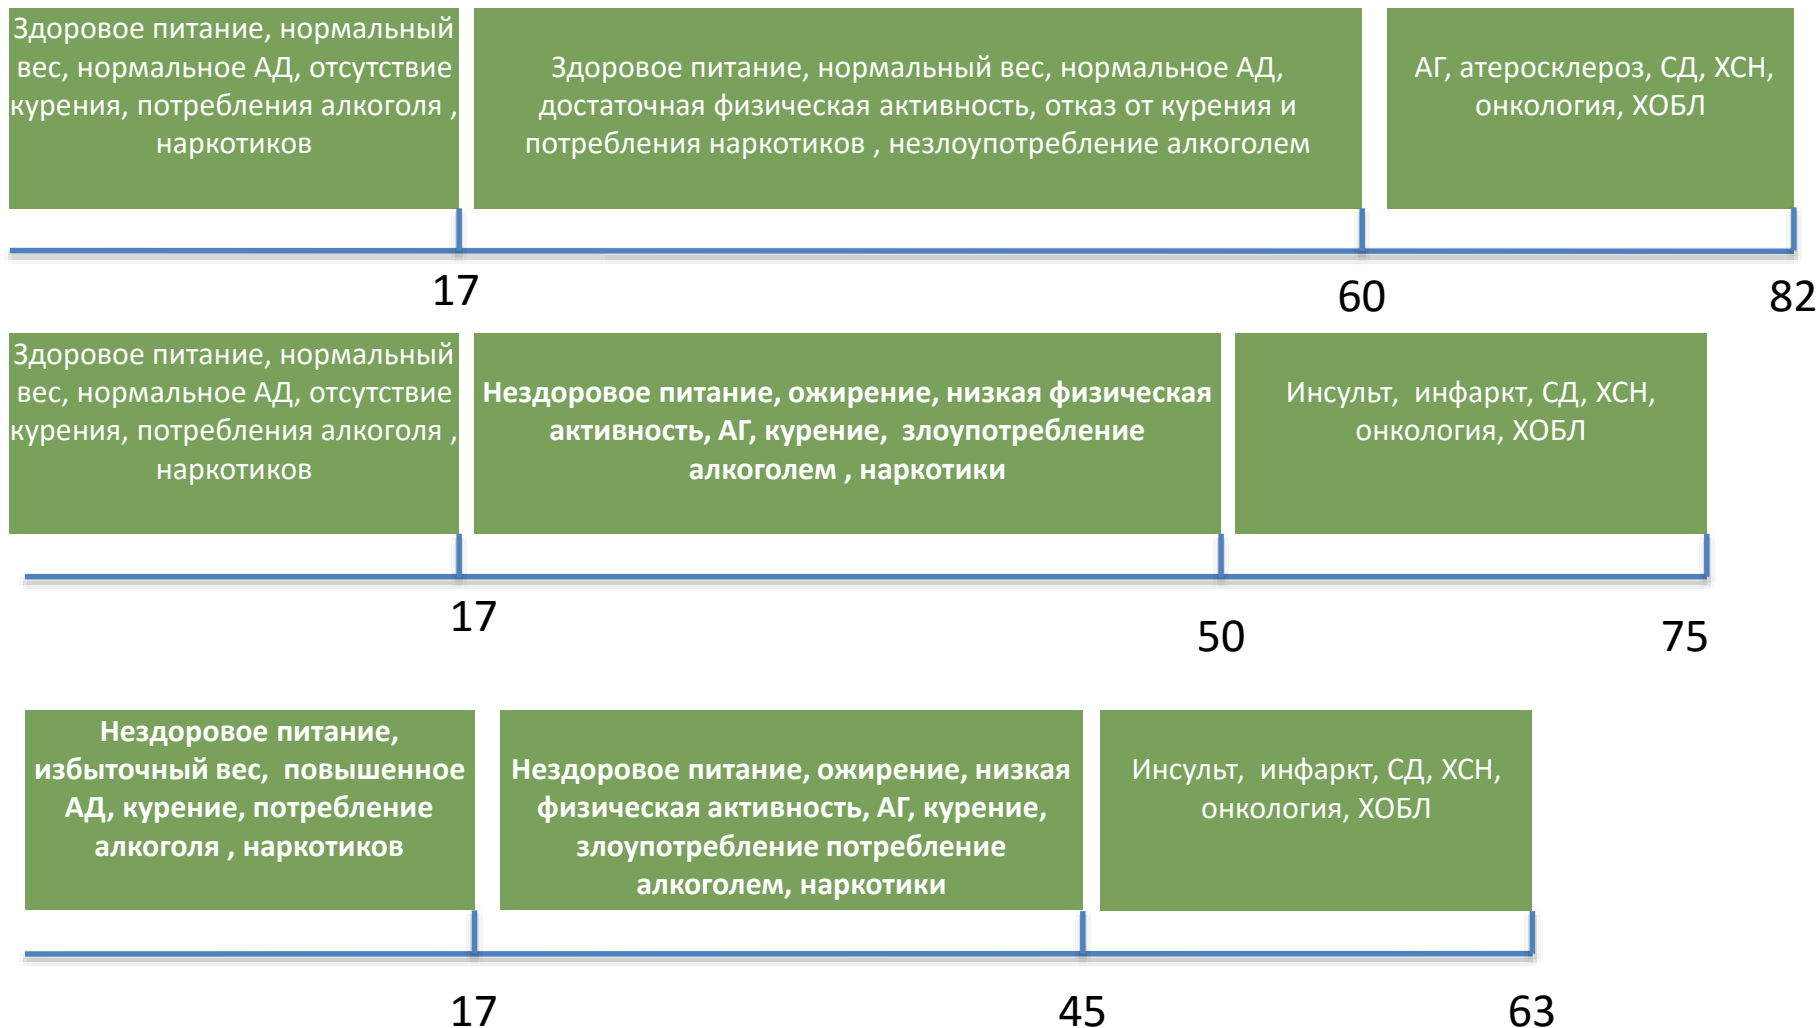 Здоровое питание, нормальный
вес, нормальное АД, отсутствие
курения, потребления алкоголя ,
наркотиков
Здоровое питание, нормальный вес, нормальное АД,
достаточная физическая активность, отказ от курения и
потребления наркотиков , незлоупотребление алкоголем
АГ, атеросклероз, СД, ХСН,
онкология, ХОБЛ
17
60
82
Здоровое питание, нормальный
вес, нормальное АД, отсутствие
курения, потребления алкоголя ,
наркотиков
Нездоровое питание, ожирение, низкая физическая
активность, АГ, курение, злоупотребление
алкоголем , наркотики
Инсульт, инфаркт, СД, ХСН,
онкология, ХОБЛ
17
50
75
Нездоровое питание,
избыточный вес, повышенное
АД, курение, потребление
алкоголя , наркотиков
Нездоровое питание, ожирение, низкая
физическая активность, АГ, курение,
злоупотребление потребление
алкоголем, наркотики
Инсульт, инфаркт, СД, ХСН,
онкология, ХОБЛ
17
45
63